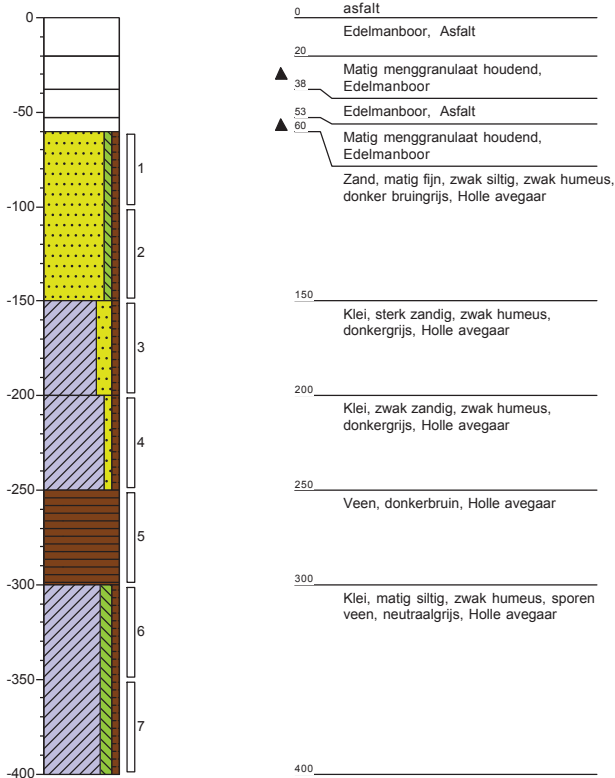 0
-50
-100
-150
-200
-250
-300
-350
-400
1
2
3
4
5
6
7
0 asfalt
Edelmanboor, Asfalt
20
Matig menggranulaat houdend,
38 Edelmanboor
53 Edelmanboor, Asfalt
60 Matig menggranulaat houdend,
Edelmanboor
Zand, matig fijn, zwak siltig, zwak humeus,
donker bruingrijs, Holle avegaar
150
Klei, sterk zandig, zwak humeus,
donkergrijs, Holle avegaar
200
Klei, zwak zandig, zwak humeus,
donkergrijs, Holle avegaar
250
Veen, donkerbruin, Holle avegaar
300
Klei, matig siltig, zwak humeus, sporen
veen, neutraalgrijs, Holle avegaar
400